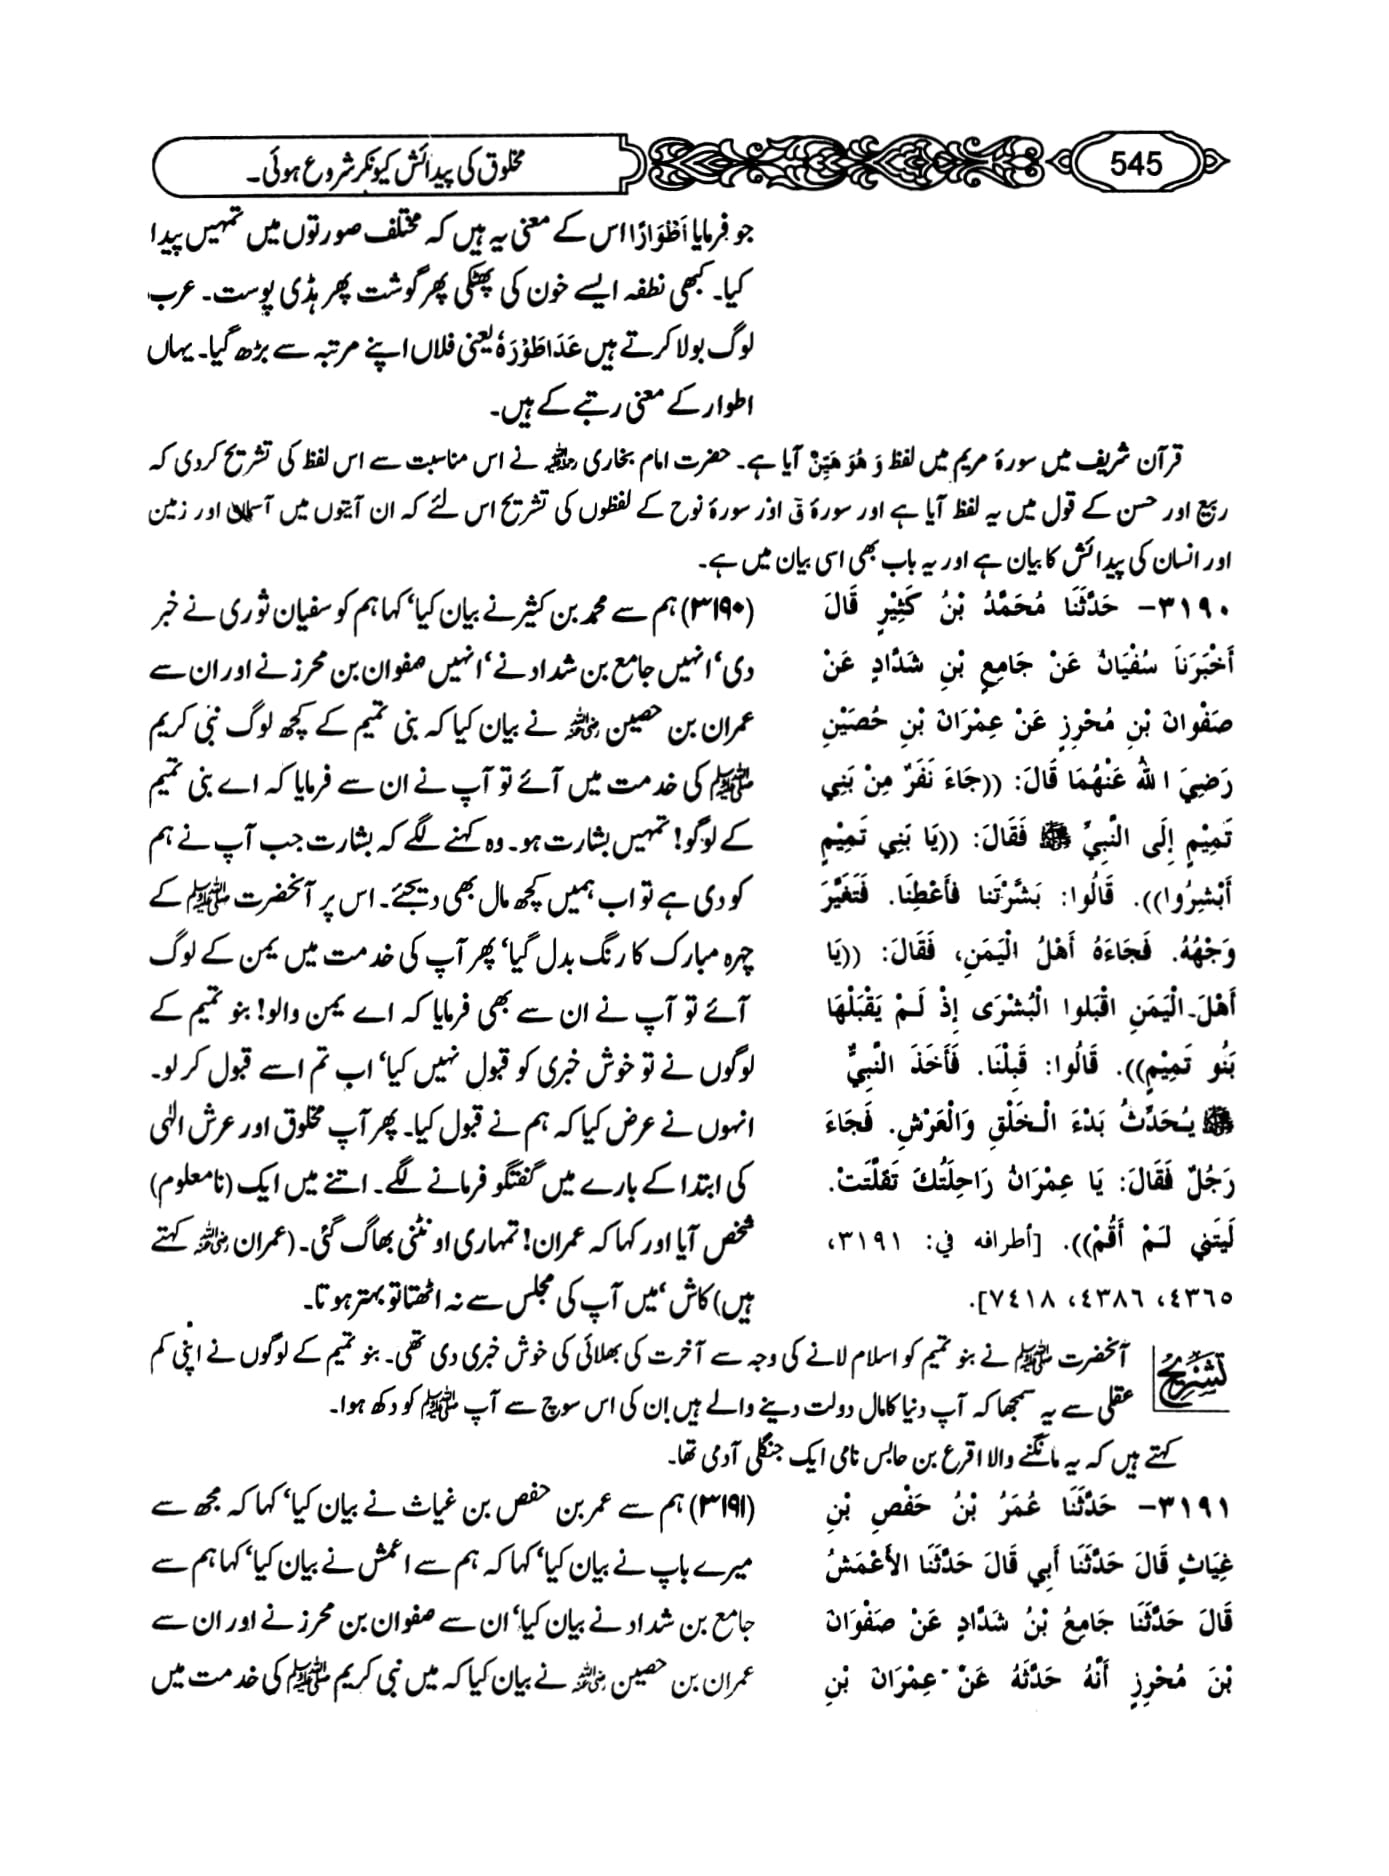 545
مخلوق کی پیدائش کیونکر شروع ہوئی۔
جو فرمایا اَطْوَارًا اس کے معنی یہ ہیں کہ مختلف صورتوں میں تمہیں پیدا
کیا۔ کبھی نطفہ ایسے خون کی پھٹکی پھر گوشت پھر ہڈی پوست۔ عرب
لوگ بولا کرتے ہیں عَدَا طَوْرَهُ یعنی فلاں اپنے مرتبہ سے بڑھ گیا۔ یہاں
اطوار کے معنی رتبے کے ہیں۔
قرآن شریف میں سورۂ مریم میں لفظ وَ هُوَ هَيِّنٌ آیا ہے۔ حضرت امام بخاری رحمہ اللہ نے اس مناسبت سے اس لفظ کی تشریح کردی کہ
ربیع اور حسن کے قول میں یہ لفظ آیا ہے اور سورۂ قٓ اور سورۂ نوح کے لفظوں کی تشریح اس لئے کہ ان آیتوں میں آسمان اور زمین
اور انسان کی پیدائش کا بیان ہے اور یہ باب بھی اسی بیان میں ہے۔
٣١٩٠- حَدَّثَنَا مُحَمَّدُ بْنُ كَثِيْرٍ قَالَ
أَخْبَرَنَا سُفْيَانُ عَنْ جَامِعِ بْنِ شَدَّادٍ عَنْ
صَفْوَانَ بْنِ مُحْرِزٍ عَنْ عِمْرَانَ بْنِ حُصَيْنٍ
رَضِيَ اللهُ عَنْهُمَا قَالَ: ((جَاءَ نَفَرٌ مِنْ بَنِي
تَمِيْمٍ إِلَى النَّبِيِّ ﷺ فَقَالَ: ((يَا بَنِي تَمِيْمٍ
أَبْشِرُوا)). قَالُوا: بَشَّرْتَنَا فَأَعْطِنَا. فَتَغَيَّرَ
وَجْهُهُ. فَجَاءَهُ أَهْلُ الْيَمَنِ، فَقَالَ: ((يَا
أَهْلَ الْيَمَنِ اقْبَلُوا الْبُشْرَى إِذْ لَمْ يَقْبَلْهَا
بَنُو تَمِيْمٍ)). قَالُوا: قَبِلْنَا. فَأَخَذَ النَّبِيُّ
ﷺ يُحَدِّثُ بَدْءَ الْخَلْقِ وَالْعَرْشِ. فَجَاءَ
رَجُلٌ فَقَالَ: يَا عِمْرَانُ رَاحِلَتُكَ تَفَلَّتَتْ.
لَيْتَنِي لَمْ أَقُمْ)). [أطرافه في: ٣١٩١،
٤٣٦٥، ٤٣٨٦، ٧٤١٨].
(۳۱۹۰) ہم سے محمد بن کثیر نے بیان کیا‘ کہا ہم کو سفیان ثوری نے خبر
دی‘ انہیں جامع بن شداد نے‘ انہیں صفوان بن محرز نے اور ان سے
عمران بن حصین رضی اللہ عنہ نے بیان کیا کہ بنی تمیم کے کچھ لوگ نبی کریم
ﷺ کی خدمت میں آئے تو آپ نے ان سے فرمایا کہ اے بنی تمیم
کے لوگو! تمہیں بشارت ہو۔ وہ کہنے لگے کہ بشارت جب آپ نے ہم
کو دی ہے تو اب ہمیں کچھ مال بھی دیجئے۔ اس پر آنحضرت ﷺ کے
چہرہ مبارک کا رنگ بدل گیا‘ پھر آپ کی خدمت میں یمن کے لوگ
آئے تو آپ نے ان سے بھی فرمایا کہ اے یمن والو! بنو تمیم کے
لوگوں نے تو خوش خبری کو قبول نہیں کیا‘ اب تم اسے قبول کر لو۔
انہوں نے عرض کیا کہ ہم نے قبول کیا۔ پھر آپ مخلوق اور عرش الٰہی
کی ابتدا کے بارے میں گفتگو فرمانے لگے۔ اتنے میں ایک (نامعلوم)
شخص آیا اور کہا کہ عمران! تمہاری اونٹنی بھاگ گئی۔ (عمران رضی اللہ عنہ کہتے
ہیں) کاش‘ میں آپ کی مجلس سے نہ اٹھتا تو بہتر ہوتا۔
تشریح
آنحضرت ﷺ نے بنو تمیم کو اسلام لانے کی وجہ سے آخرت کی بھلائی کی خوش خبری دی تھی۔ بنو تمیم کے لوگوں نے اپنی کم
عقلی سے یہ سمجھا کہ آپ دنیا کا مال دولت دینے والے ہیں ان کی اس سوچ سے آپ ﷺ کو دکھ ہوا۔
کہتے ہیں کہ یہ مانگنے والا اقرع بن حابس نامی ایک جنگلی آدمی تھا۔
٣١٩١- حَدَّثَنَا عُمَرُ بْنُ حَفْصِ بْنِ
غِيَاثٍ قَالَ حَدَّثَنَا أَبِي قَالَ حَدَّثَنَا الأَعْمَشُ
قَالَ حَدَّثَنَا جَامِعُ بْنُ شَدَّادٍ عَنْ صَفْوَانَ
بْنَ مُحْرِزٍ أَنَّهُ حَدَّثَهُ عَنْ عِمْرَانَ بْنِ
(۳۱۹۱) ہم سے عمر بن حفص بن غیاث نے بیان کیا‘ کہا کہ مجھ سے
میرے باپ نے بیان کیا‘ کہا کہ ہم سے اعمش نے بیان کیا‘ کہا ہم سے
جامع بن شداد نے بیان کیا‘ ان سے صفوان بن محرز نے اور ان سے
عمران بن حصین رضی اللہ عنہ نے بیان کیا کہ میں نبی کریم ﷺ کی خدمت میں